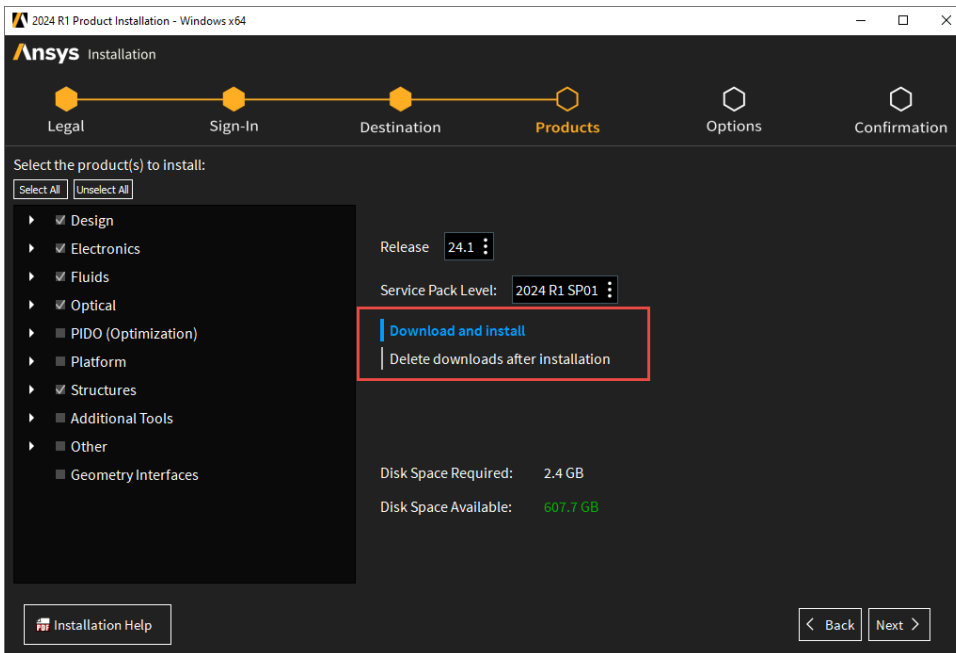 2024 R1 Product Installation - Windows x64
Ansys Installation
Legal Sign-In Destination Products Options Confirmation
Select the product(s) to install:
Select All Unselect All
Design
Electronics
Fluids
Optical
PIDO (Optimization)
Platform
Structures
Additional Tools
Other
Geometry Interfaces
Release 24.1
Service Pack Level: 2024 R1 SP01
Download and install
Delete downloads after installation
Disk Space Required: 2.4 GB
Disk Space Available: 607.7 GB
PDF Installation Help
Back Next